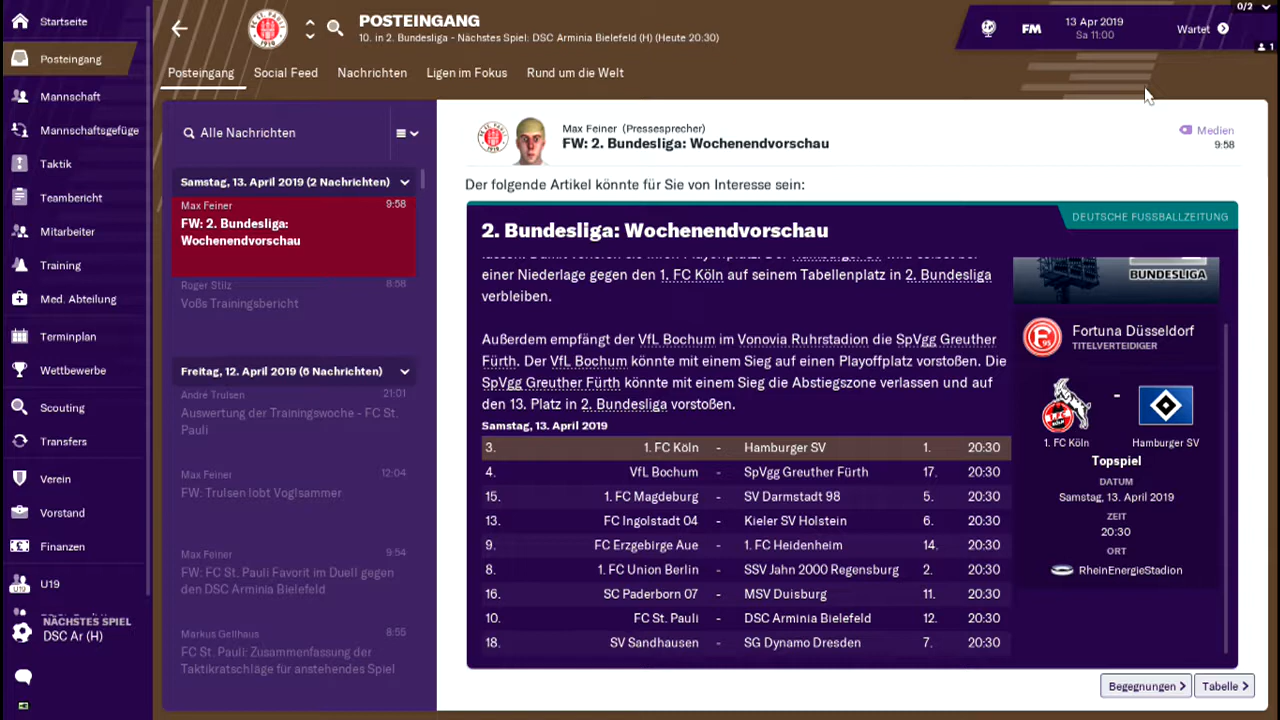 Startseite
Posteingang
Mannschaft
Mannschaftsgefüge
Taktik
Teambericht
Mitarbeiter
Training
Med. Abteilung
Terminplan
Wettbewerbe
Scouting
Transfers
Verein
Vorstand
Finanzen
U19
NÄCHSTES SPIEL
DSC Ar (H)
POSTEINGANG
10. in 2. Bundesliga - Nächstes Spiel: DSC Arminia Bielefeld (H) (Heute 20:30)
FM
13 Apr 2019
Sa 11:00
Wartet
0/2
1
Posteingang Social Feed Nachrichten Ligen im Fokus Rund um die Welt
Alle Nachrichten
Samstag, 13. April 2019 (2 Nachrichten)
Max Feiner 9:58
FW: 2. Bundesliga:
Wochenendvorschau
Roger Stilz 8:58
Voßs Trainingsbericht
Freitag, 12. April 2019 (6 Nachrichten)
André Trulsen 21:01
Auswertung der Trainingswoche - FC St.
Pauli
Max Feiner 12:04
FW: Trulsen lobt Voglsammer
Max Feiner 9:54
FW: FC St. Pauli Favorit im Duell gegen
den DSC Arminia Bielefeld
Markus Gellhaus 8:55
FC St. Pauli: Zusammenfassung der
Taktikratschläge für anstehendes Spiel
Max Feiner (Pressesprecher)
FW: 2. Bundesliga: Wochenendvorschau
Medien
9:58
Der folgende Artikel könnte für Sie von Interesse sein:
DEUTSCHE FUSSBALLZEITUNG
2. Bundesliga: Wochenendvorschau
einer Niederlage gegen den 1. FC Köln auf seinem Tabellenplatz in 2. Bundesliga
verbleiben.
Außerdem empfängt der VfL Bochum im Vonovia Ruhrstadion die SpVgg Greuther
Fürth. Der VfL Bochum könnte mit einem Sieg auf einen Playoffplatz vorstoßen. Die
SpVgg Greuther Fürth könnte mit einem Sieg die Abstiegszone verlassen und auf
den 13. Platz in 2. Bundesliga vorstoßen.
Samstag, 13. April 2019
3. 1. FC Köln - Hamburger SV 1. 20:30
4. VfL Bochum - SpVgg Greuther Fürth 17. 20:30
15. 1. FC Magdeburg - SV Darmstadt 98 5. 20:30
13. FC Ingolstadt 04 - Kieler SV Holstein 6. 20:30
9. FC Erzgebirge Aue - 1. FC Heidenheim 14. 20:30
8. 1. FC Union Berlin - SSV Jahn 2000 Regensburg 2. 20:30
16. SC Paderborn 07 - MSV Duisburg 11. 20:30
10. FC St. Pauli - DSC Arminia Bielefeld 12. 20:30
18. SV Sandhausen - SG Dynamo Dresden 7. 20:30
BUNDESLIGA
Fortuna Düsseldorf
TITELVERTEIDIGER
-
1. FC Köln Hamburger SV
Topspiel
DATUM
Samstag, 13. April 2019
ZEIT
20:30
ORT
RheinEnergieStadion
Begegnungen Tabelle